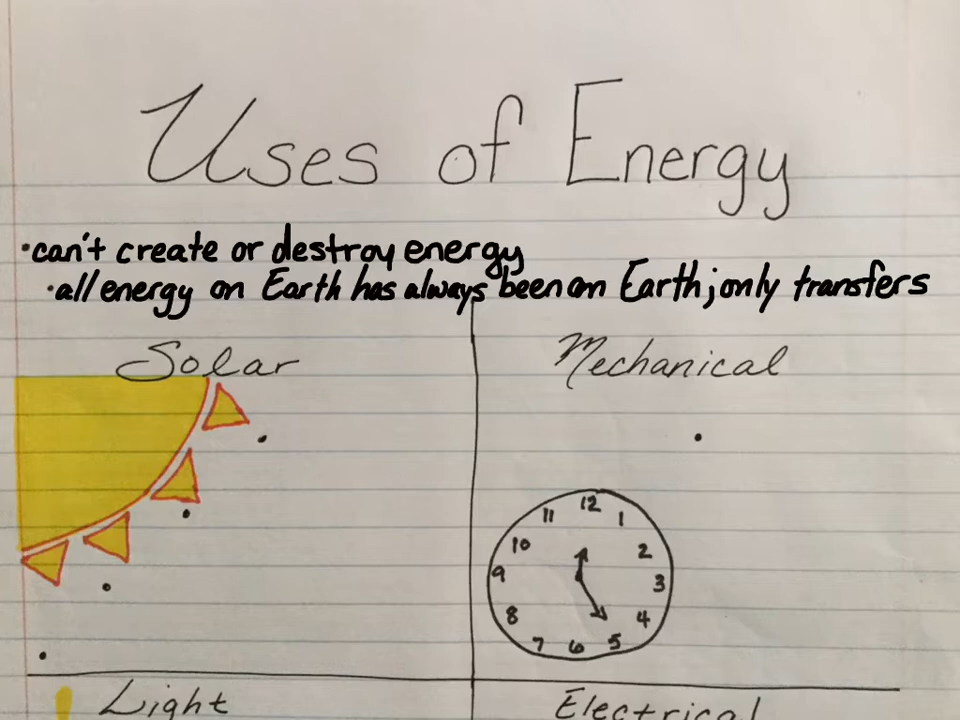 Uses of Energy
•can't create or destroy energy
•all energy on Earth has always been on Earth; only transfers
Solar
Mechanical
12
11 1
10 2
9 3
8 4
7 6 5
Light
Electrical